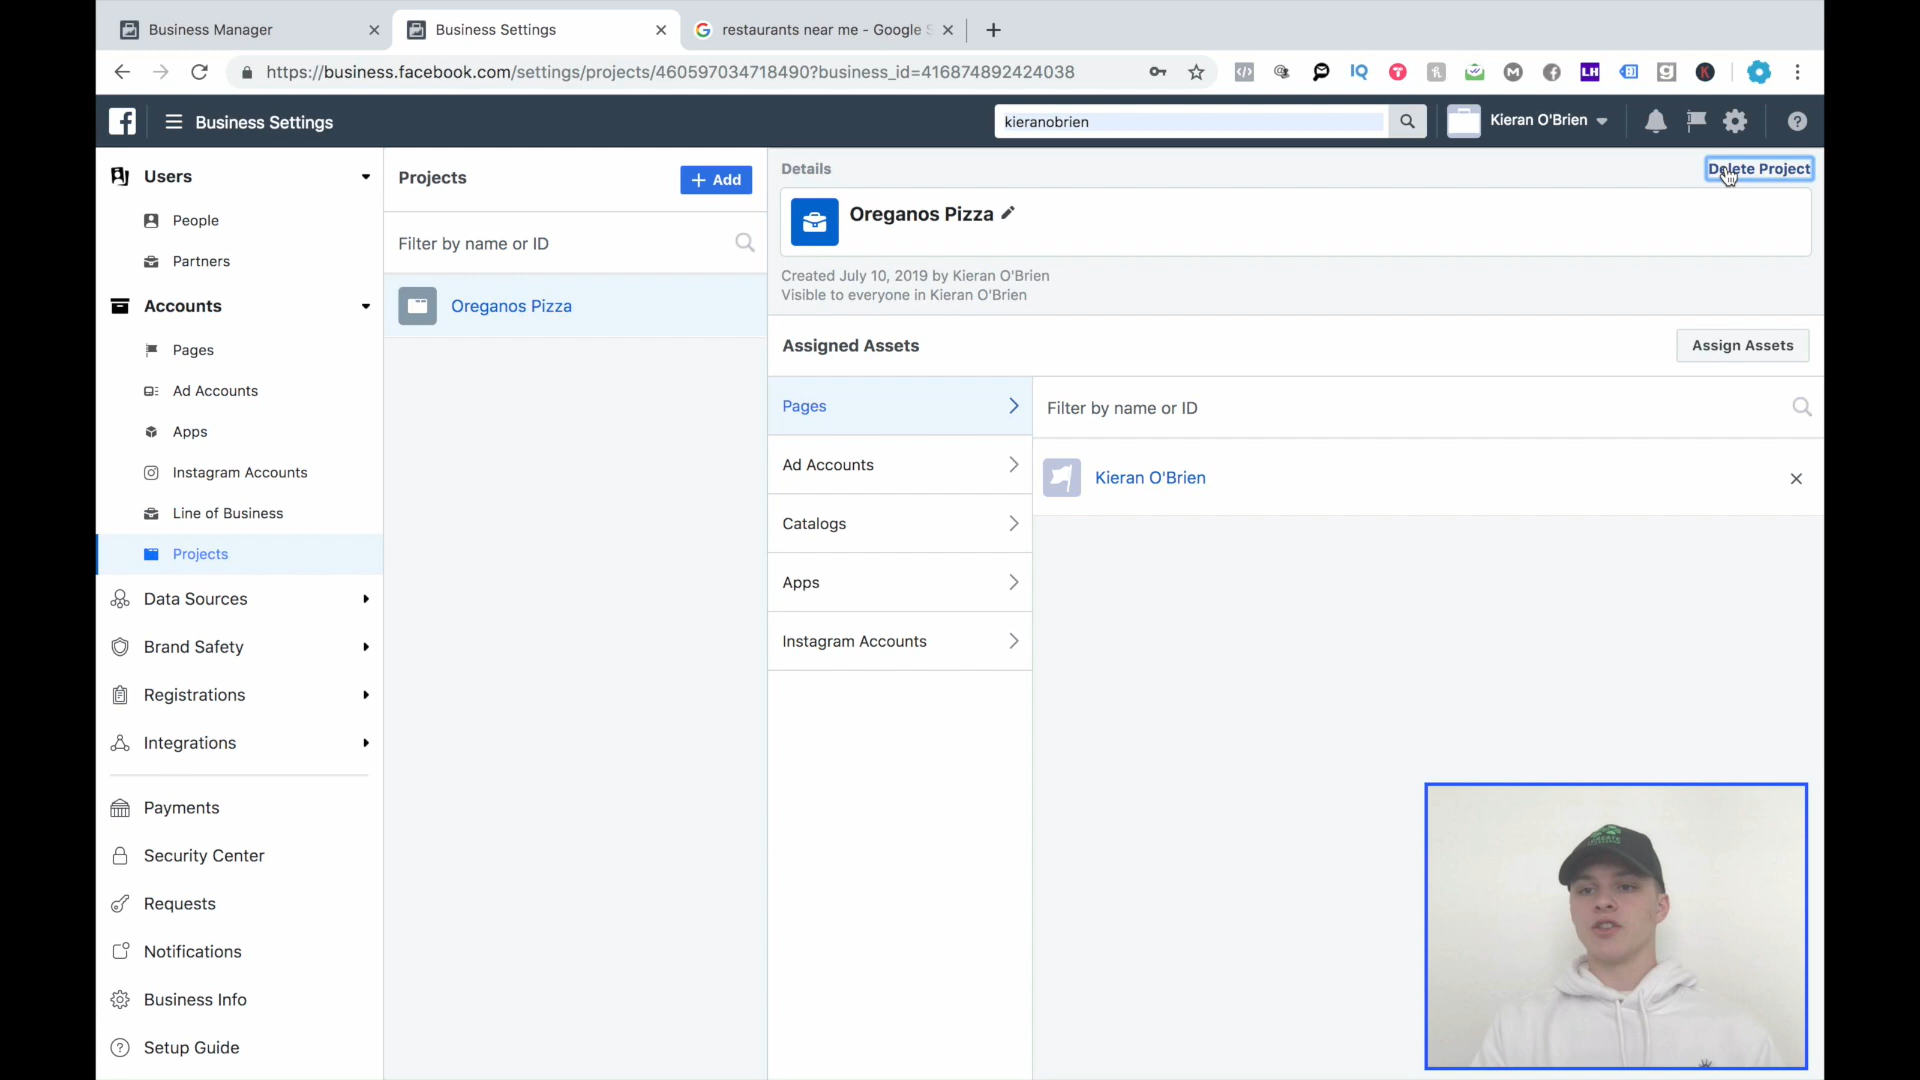 Business Manager
Business Settings
restaurants near me - Google S
https://business.facebook.com/settings/projects/460597034718490?business_id=416874892424038
IQ
LH
Business Settings
kieranobrien
Kieran O'Brien
Users
People
Partners
Accounts
Pages
Ad Accounts
Apps
Instagram Accounts
Line of Business
Projects
Data Sources
Brand Safety
Registrations
Integrations
Payments
Security Center
Requests
Notifications
Business Info
Setup Guide
Projects
+ Add
Filter by name or ID
Oreganos Pizza
Details
Delete Project
Oreganos Pizza
Created July 10, 2019 by Kieran O'Brien
Visible to everyone in Kieran O'Brien
Assigned Assets
Assign Assets
Pages
Ad Accounts
Catalogs
Apps
Instagram Accounts
Filter by name or ID
Kieran O'Brien